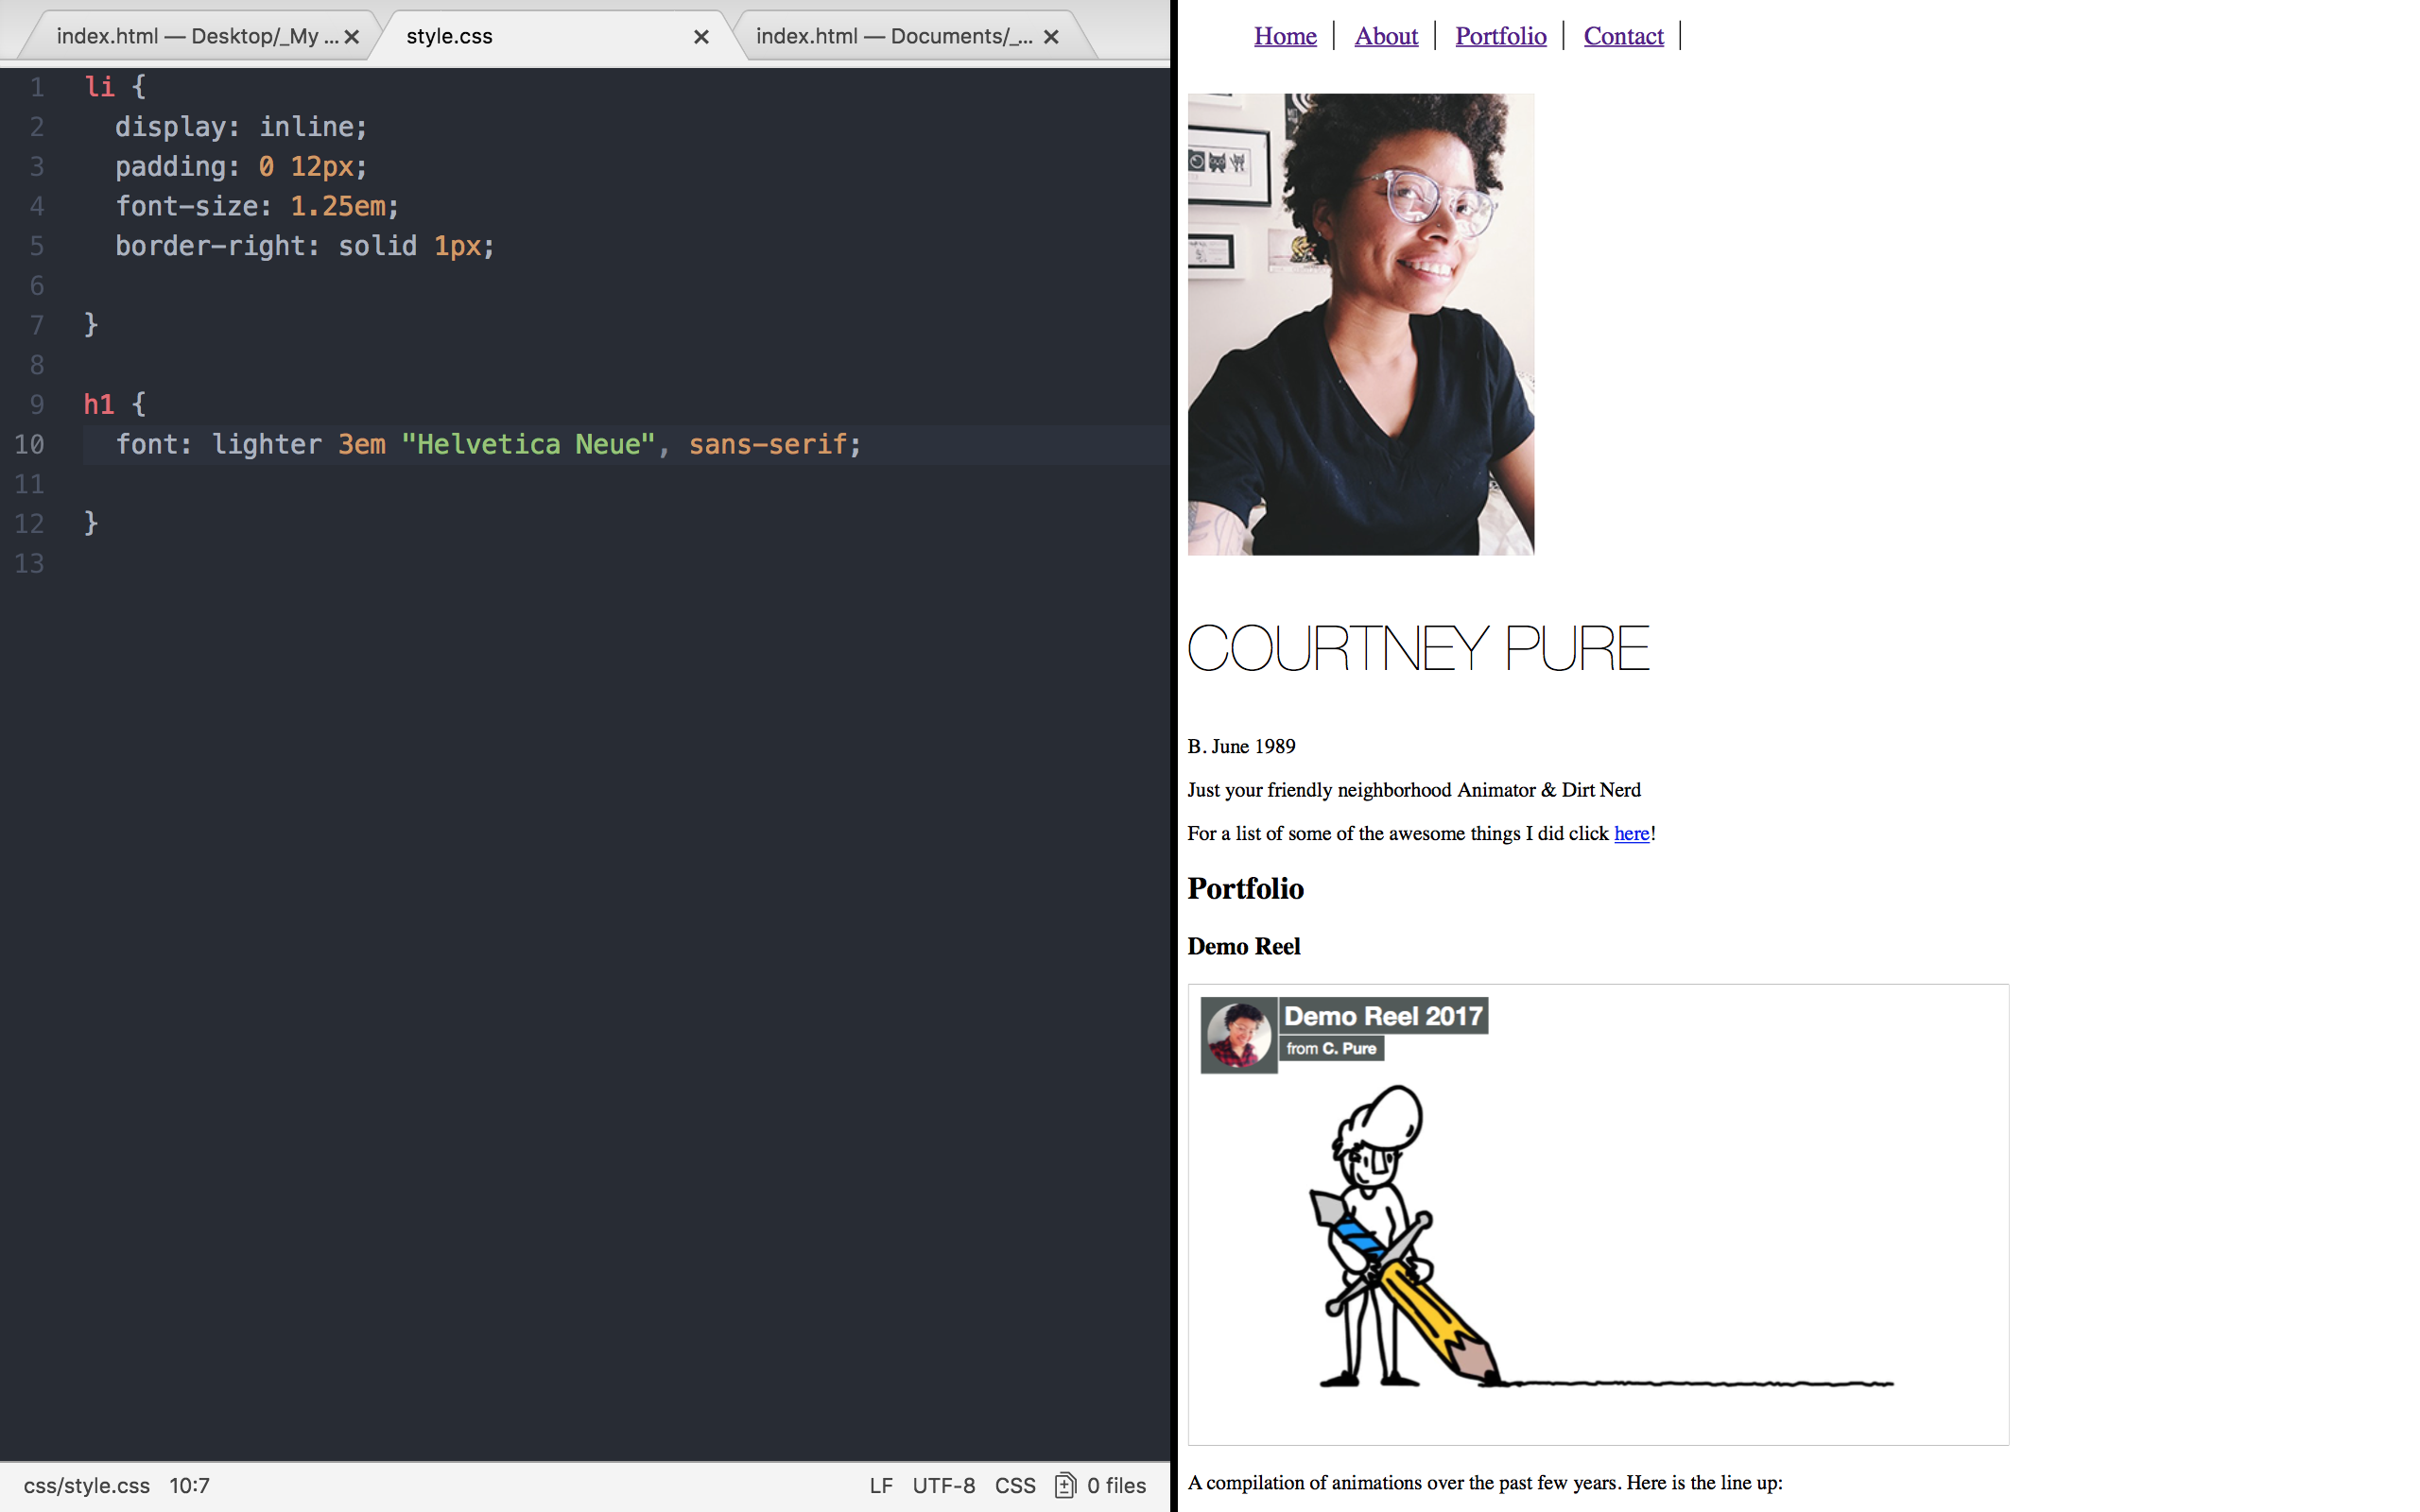 index.html — Desktop/_My ...
style.css
index.html — Documents/_...
1 li {
2 display: inline;
3 padding: 0 12px;
4 font-size: 1.25em;
5 border-right: solid 1px;
6
7 }
8
9 h1 {
10 font: lighter 3em "Helvetica Neue", sans-serif;
11
12 }
13
css/style.css 10:7
LF UTF-8 CSS 0 files
Home About Portfolio Contact
COURTNEY PURE
B. June 1989
Just your friendly neighborhood Animator & Dirt Nerd
For a list of some of the awesome things I did click here!
Portfolio
Demo Reel
Demo Reel 2017
from C. Pure
A compilation of animations over the past few years. Here is the line up: